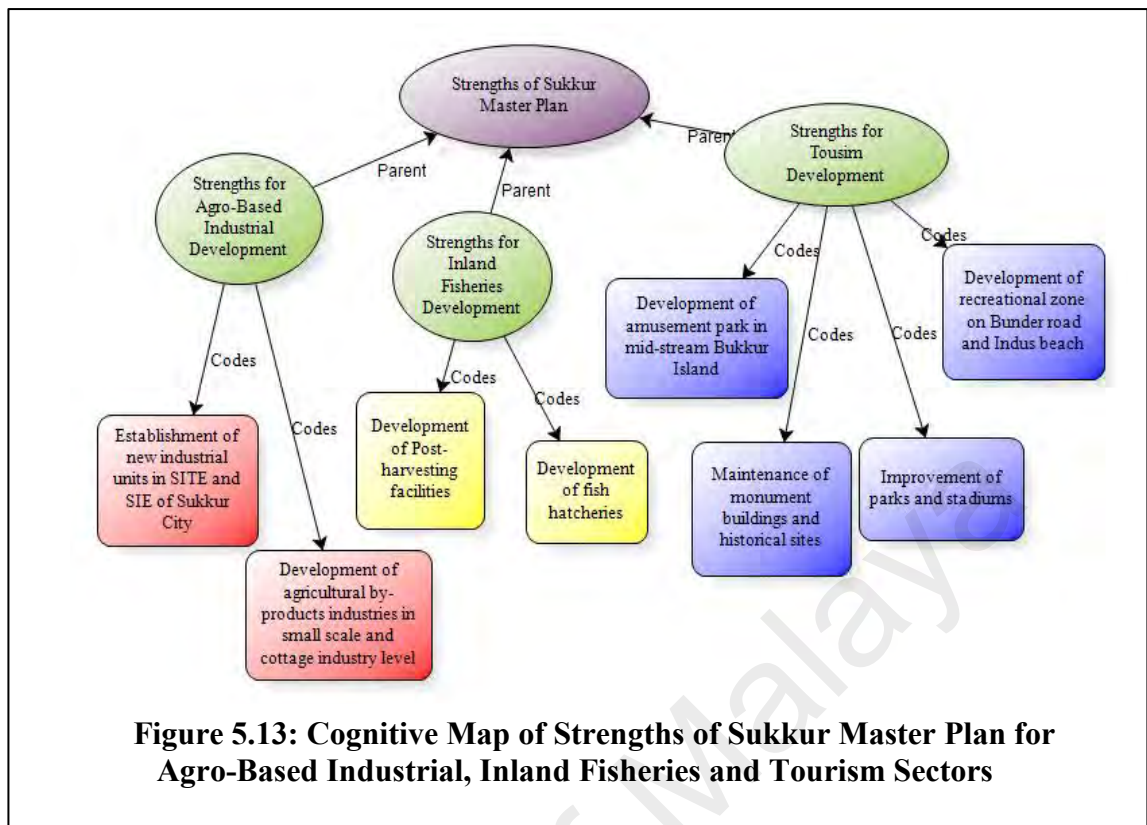 Strengths of Sukkur
Master Plan
Parent
Parent
Parent
Strengths for
Agro-Based
Industrial
Development
Strengths for
Inland
Fisheries
Development
Strengths for
Tousim
Development
Codes
Codes
Codes
Codes
Codes
Codes
Codes
Codes
Establishment of
new industrial
units in SITE and
SIE of Sukkur
City
Development of
agricultural by-
products industries in
small scale and
cottage industry level
Development
of Post-
harvesting
facilities
Development
of fish
hatcheries
Development of
amusement park in
mid-stream Bukkur
Island
Maintenance of
monument
buildings and
historical sites
Improvement of
parks and stadiums
Development of
recreational zone
on Bunder road
and Indus beach
Figure 5.13: Cognitive Map of Strengths of Sukkur Master Plan for
Agro-Based Industrial, Inland Fisheries and Tourism Sectors
Malaya